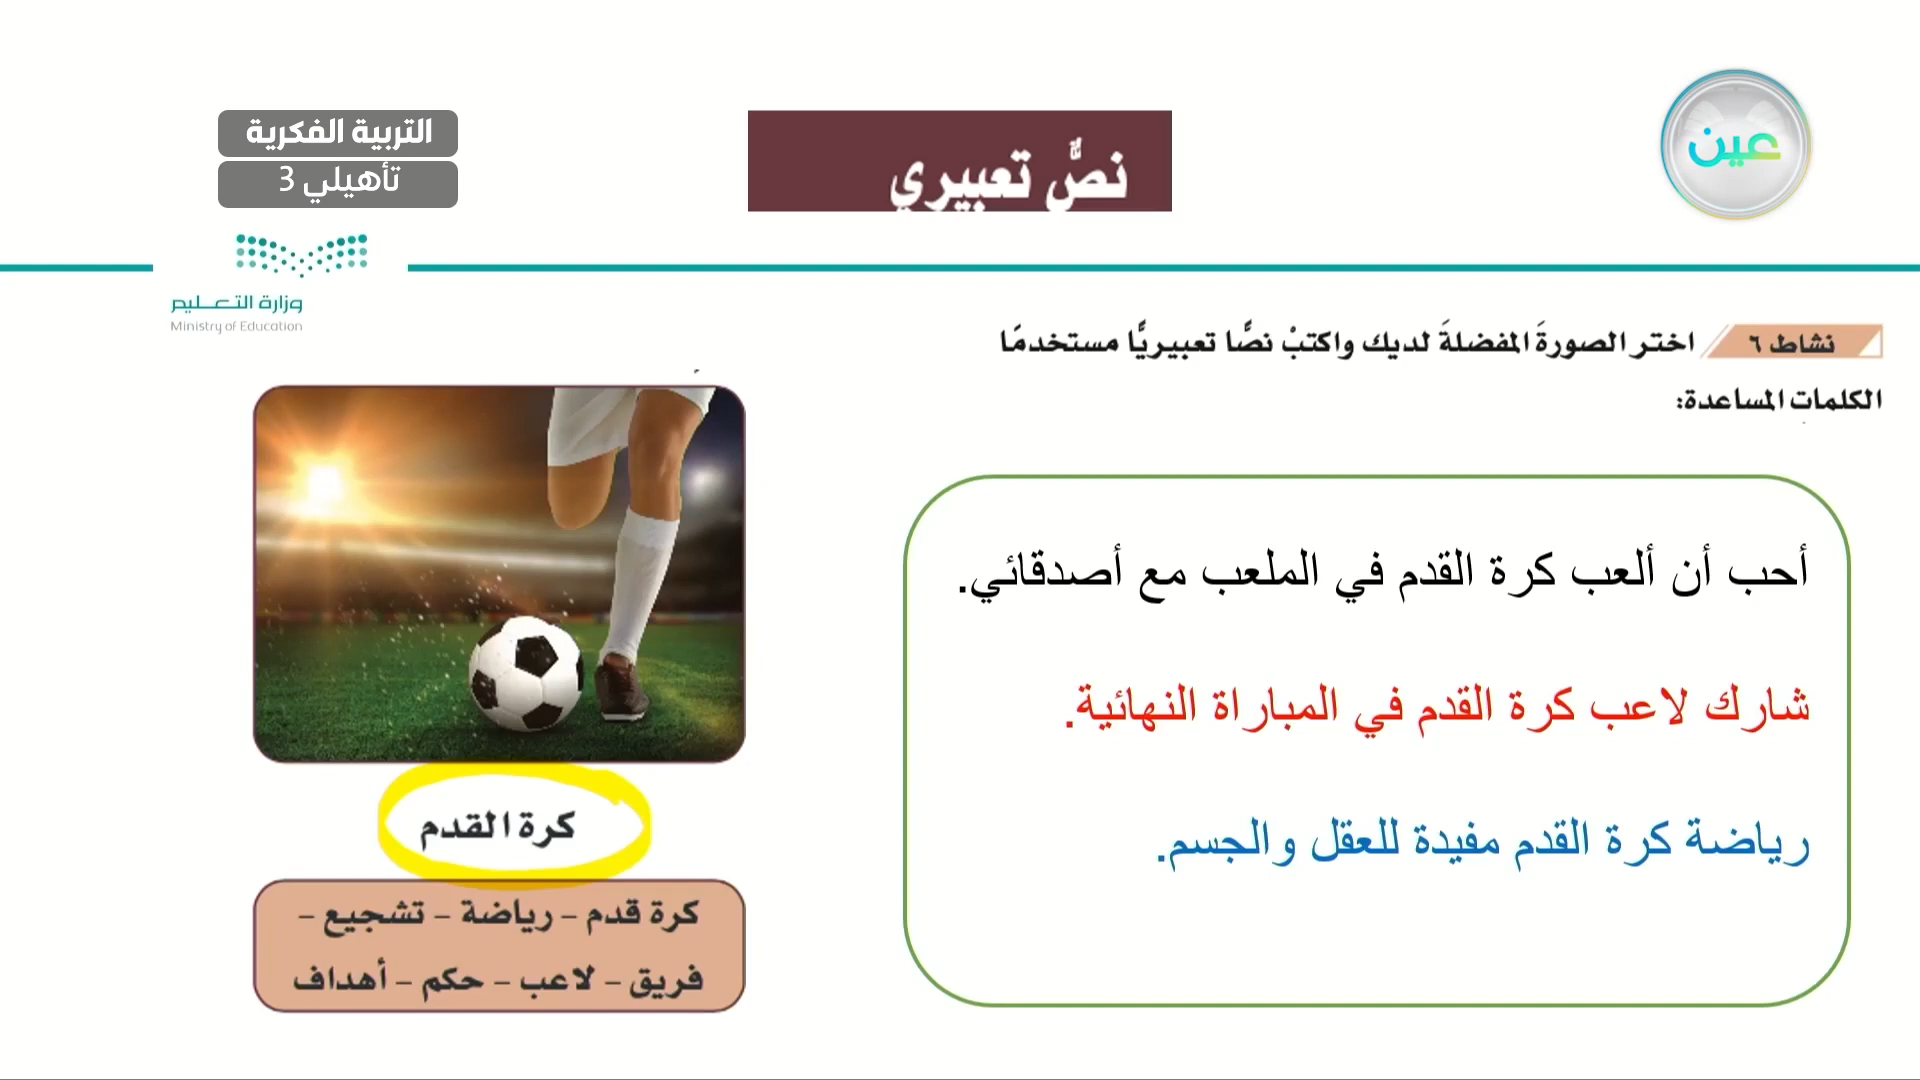 التربية الفكرية
تأهيلي 3
نصٌّ تعبيري
عين
وزارة التعليم
Ministry of Education
نشاط ٦ اختر الصورةَ المفضلةَ لديك واكتبْ نصًّا تعبيريًّا مستخدمًا
الكلماتِ المساعدة:
أحب أن ألعب كرة القدم في الملعب مع أصدقائي.
شارك لاعب كرة القدم في المباراة النهائية.
رياضة كرة القدم مفيدة للعقل والجسم.
كرة القدم
كرة قدم – رياضة – تشجيع –
فريق – لاعب – حكم – أهداف